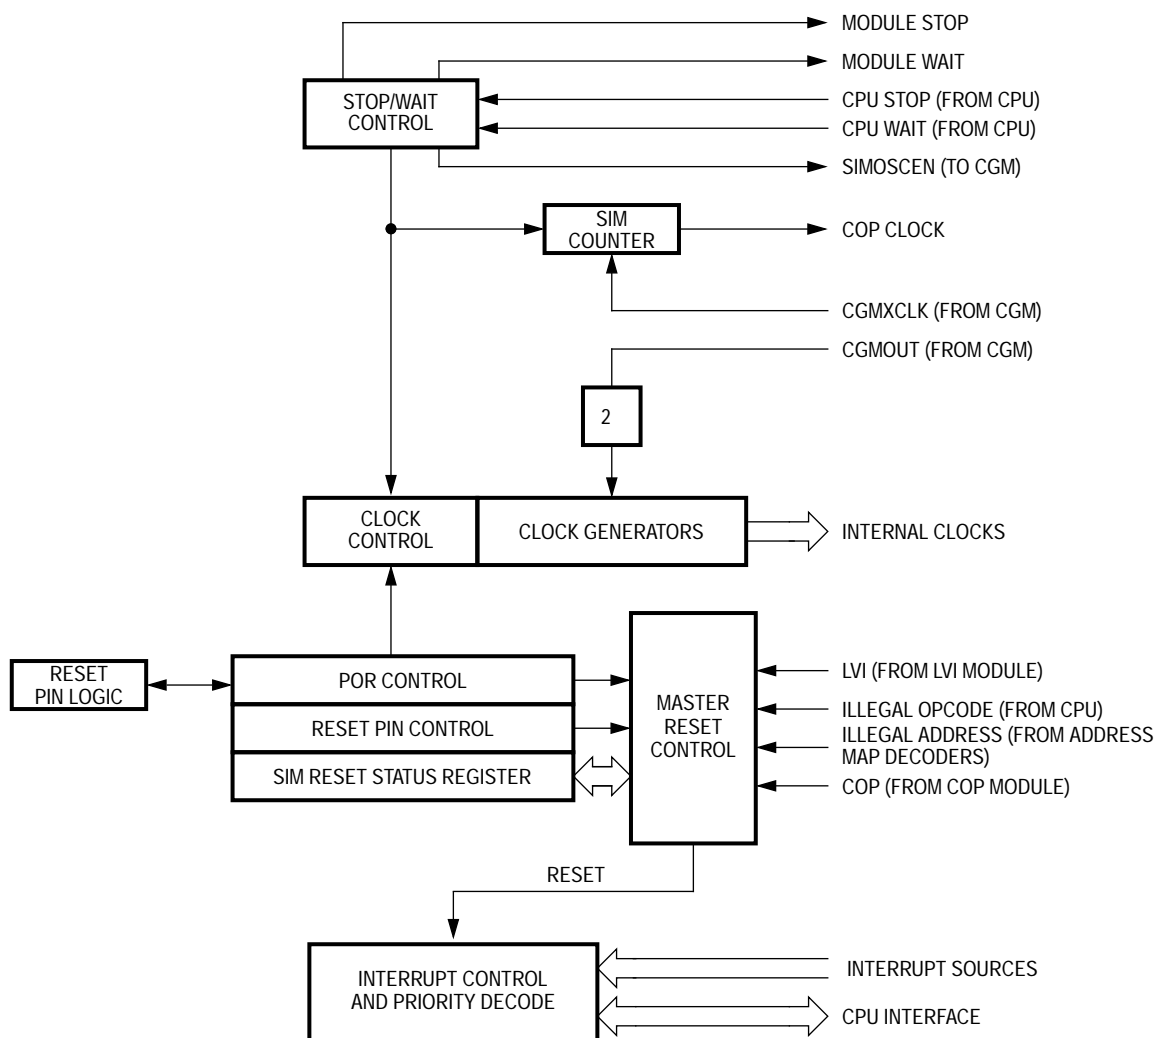 MODULE STOP
MODULE WAIT
STOP/WAIT
CONTROL
CPU STOP (FROM CPU)
CPU WAIT (FROM CPU)
SIMOSCEN (TO CGM)
SIM
COUNTER
COP CLOCK
CGMXCLK (FROM CGM)
CGMOUT (FROM CGM)
2
CLOCK
CONTROL
CLOCK GENERATORS
INTERNAL CLOCKS
RESET
PIN LOGIC
POR CONTROL
RESET PIN CONTROL
SIM RESET STATUS REGISTER
MASTER
RESET
CONTROL
LVI (FROM LVI MODULE)
ILLEGAL OPCODE (FROM CPU)
ILLEGAL ADDRESS (FROM ADDRESS
MAP DECODERS)
COP (FROM COP MODULE)
RESET
INTERRUPT CONTROL
AND PRIORITY DECODE
INTERRUPT SOURCES
CPU INTERFACE